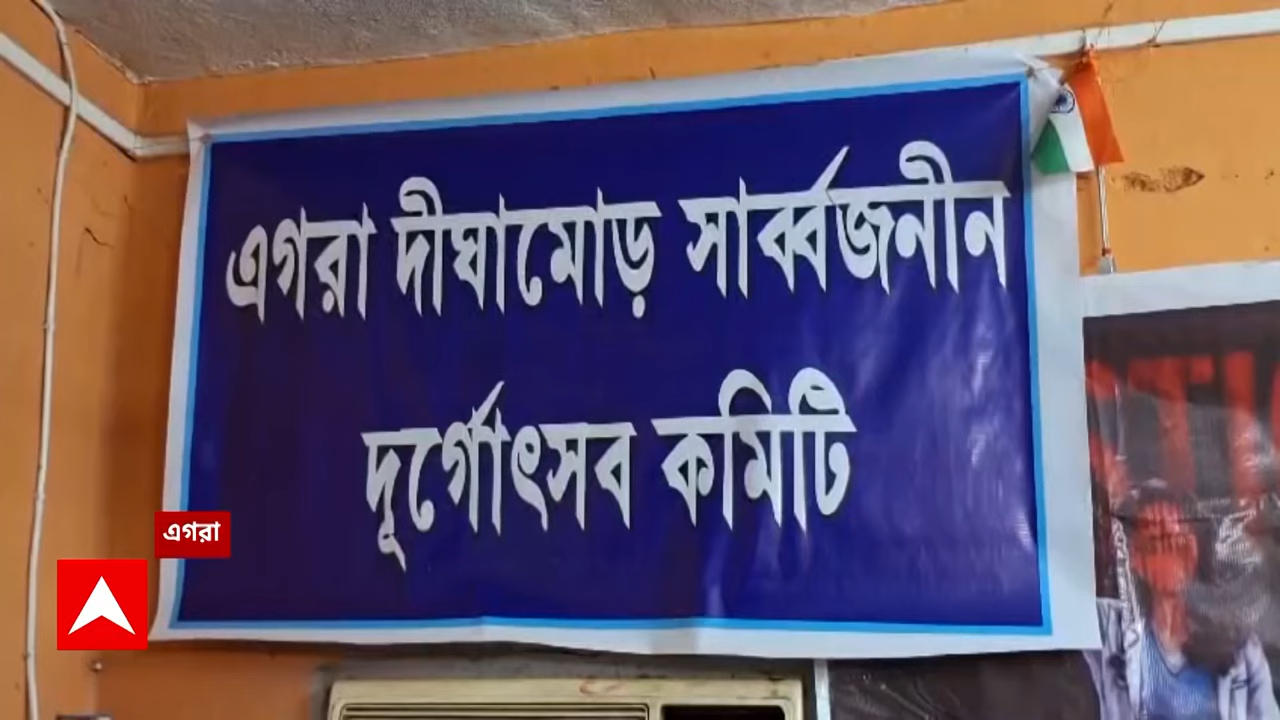 এগরা দীঘামোড় সার্ব্বজনীন
দূর্গোৎসব কমিটি
এগরা